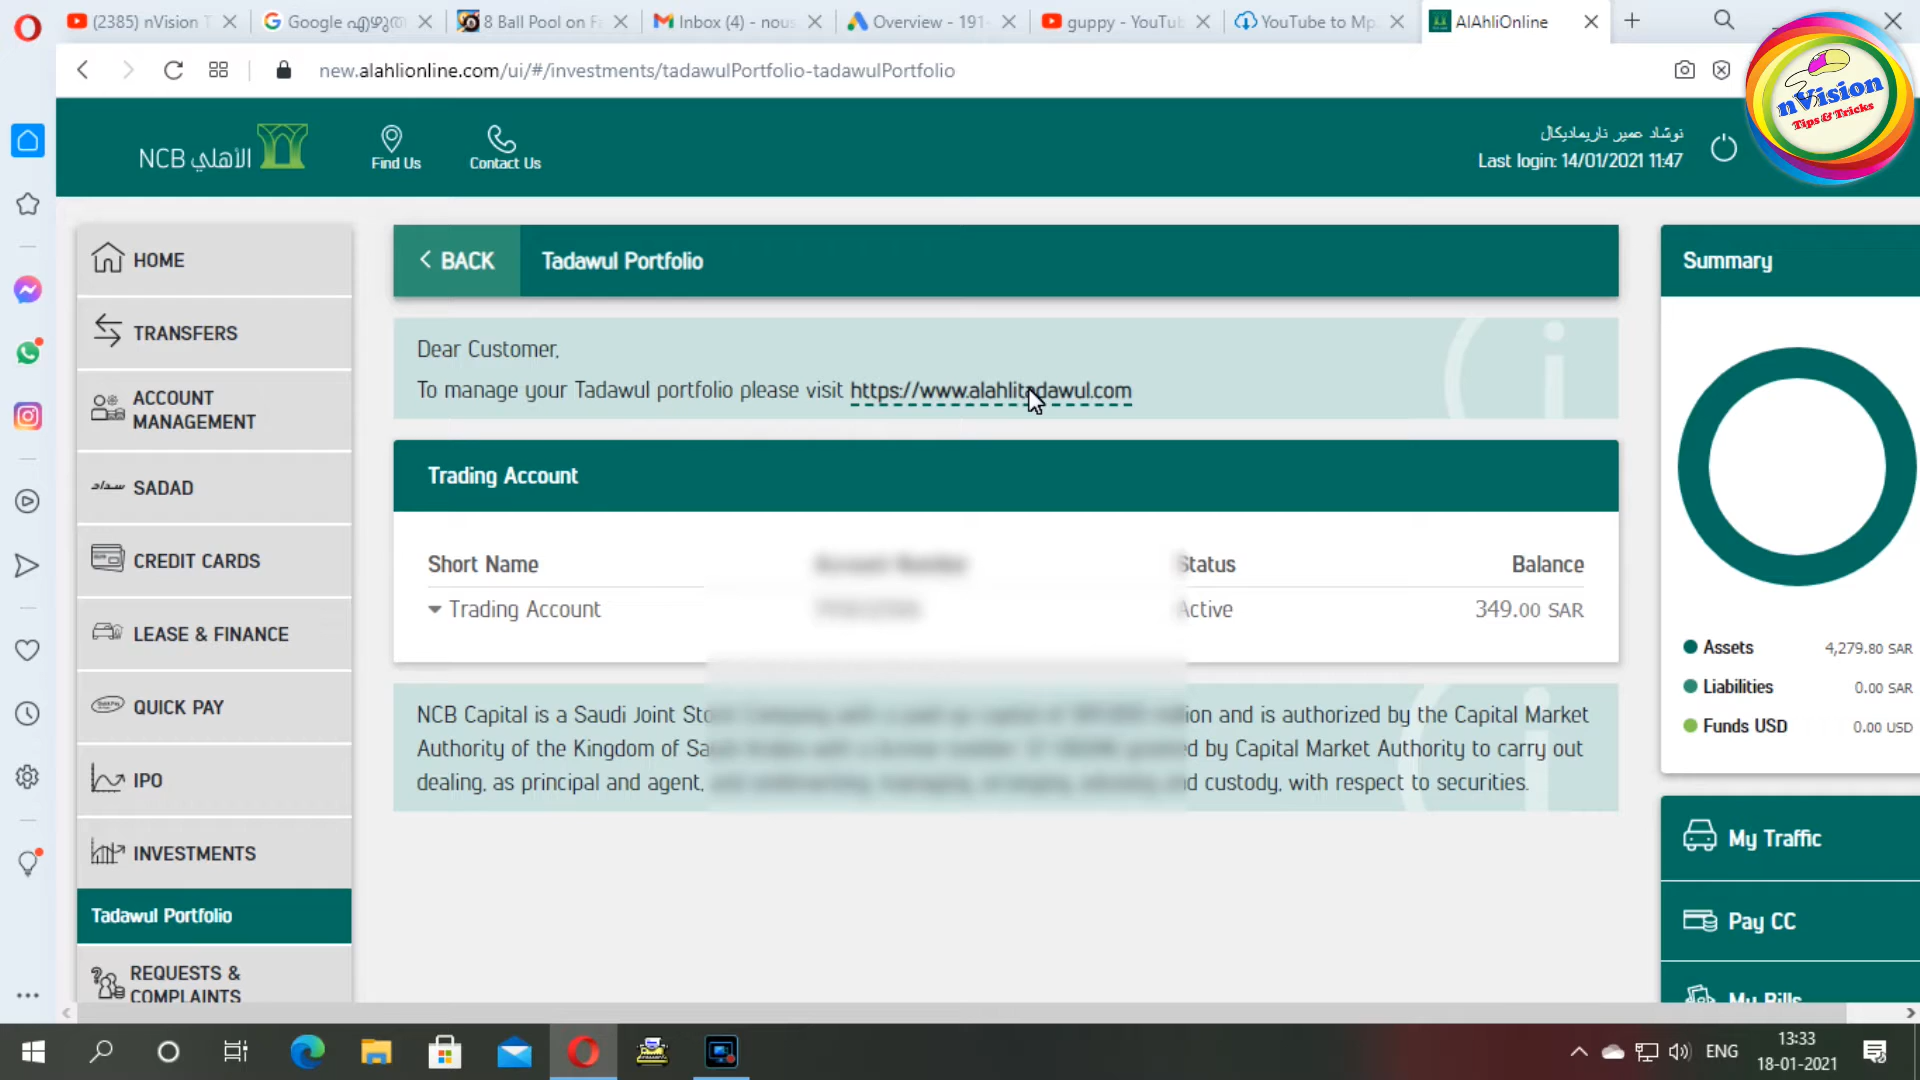 (2385) nVision T
Google എഴുത
8 Ball Pool on Fa
Inbox (4) - nous
Overview - 191-
guppy - YouTub
YouTube to Mp
AlAhliOnline
new.alahlionline.com/ui/#/investments/tadawulPortfolio-tadawulPortfolio
nVision
Tips & Tricks
NCB الأهلي
Find Us
Contact Us
نوشاد عمير ناريماديكال
Last login: 14/01/2021 11:47
HOME
TRANSFERS
ACCOUNT
MANAGEMENT
سداد SADAD
CREDIT CARDS
LEASE & FINANCE
QUICK PAY
IPO
INVESTMENTS
Tadawul Portfolio
REQUESTS &
COMPLAINTS
BACK
Tadawul Portfolio
Dear Customer,
To manage your Tadawul portfolio please visit https://www.alahlitadawul.com
Trading Account
Short Name Status Balance
Trading Account Active 349.00 SAR
NCB Capital is a Saudi Joint and is authorized by the Capital Market
Authority of the Kingdom of by Capital Market Authority to carry out
dealing, as principal and agent, custody, with respect to securities.
Summary
Assets 4,279.80 SAR
Liabilities 0.00 SAR
Funds USD 0.00 USD
My Traffic
Pay CC
My Bills
ENG
13:33
18-01-2021